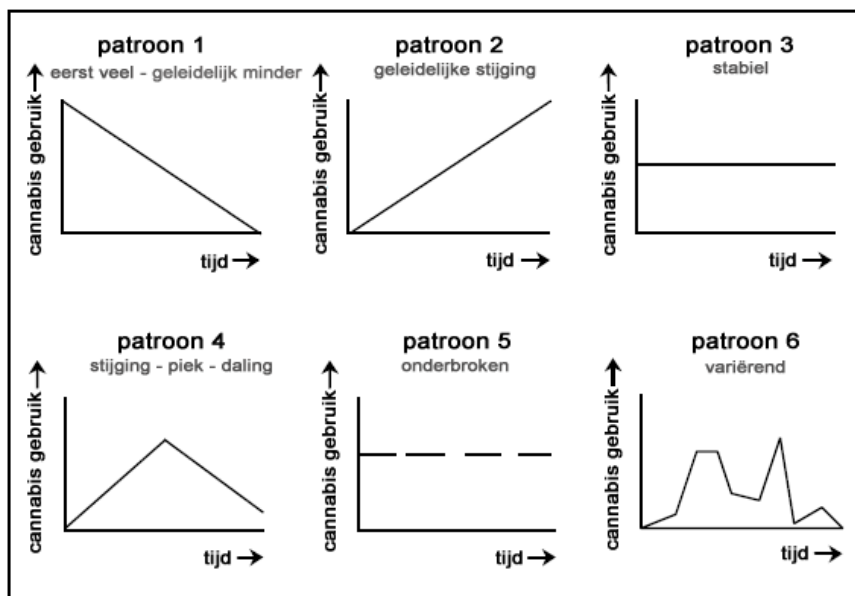 patroon 1
eerst veel - geleidelijk minder
cannabis gebruik
tijd
patroon 2
geleidelijke stijging
cannabis gebruik
tijd
patroon 3
stabiel
cannabis gebruik
tijd
patroon 4
stijging - piek - daling
cannabis gebruik
tijd
patroon 5
onderbroken
cannabis gebruik
tijd
patroon 6
variërend
cannabis gebruik
tijd